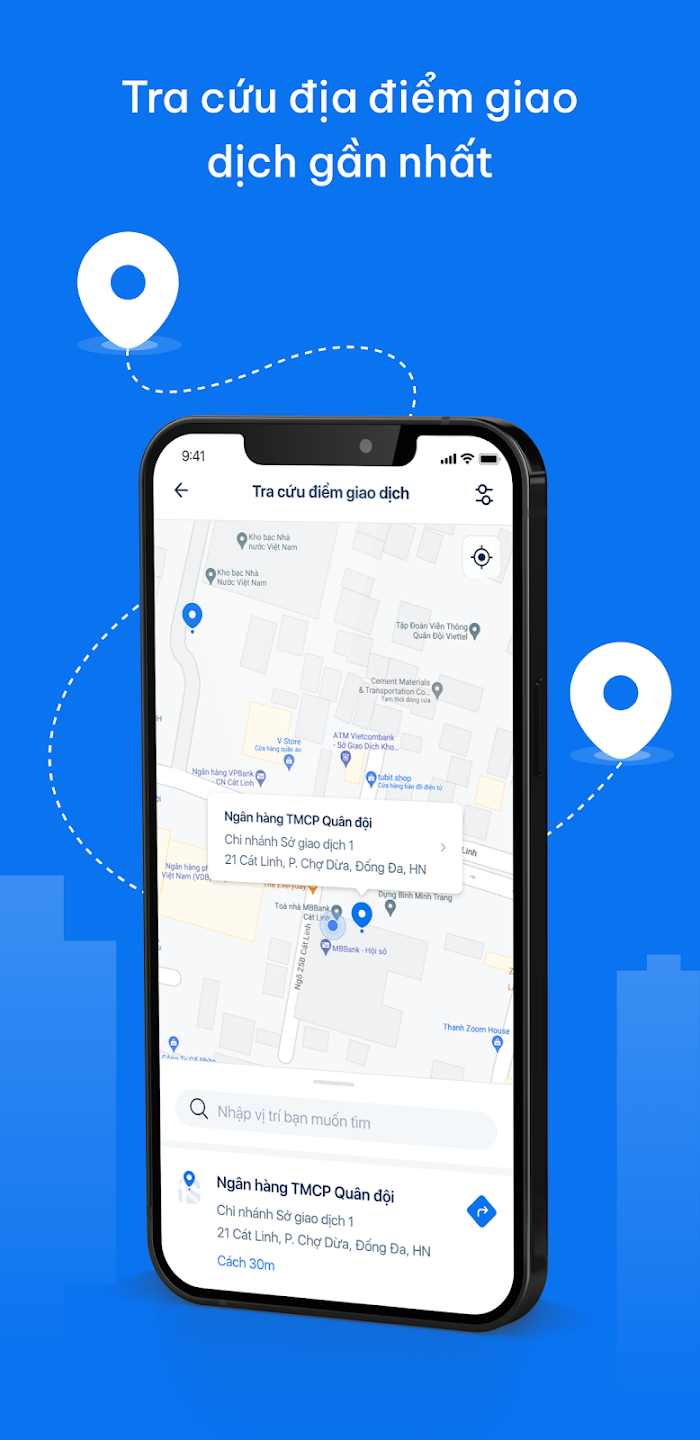 Tra cứu địa điểm giao
dịch gần nhất
9:41
Tra cứu điểm giao dịch
Kho bạc Nhà
nước Việt Nam
Kho bạc Nhà
Nước Việt Nam
Tập Đoàn Viễn Thông
Quân Đội Viettel
Cement Materials
& Transportation Co...
Tạm thời đóng cửa
V Store
Cửa hàng quần áo
ATM Vietcombank
- Sở Giao Dịch Kho...
Ngân hàng VPBank
- CN Cát Linh
tubit shop
Cửa hàng bán đồ điện tử
Ngân hàng TMCP Quân đội
Chi nhánh Sở giao dịch 1
21 Cát Linh, P. Chợ Dừa, Đống Đa, HN
Linh
Ngân hàng ph
Việt Nam (VDB)
The Everyday
Dựng Bình Minh Trang
Toà nhà MBBank
Cát Linh
MBBank - Hội sở
Ngõ 25B Cát Linh
Thanh Zoom House
Công Ty Cổ Phần
Nhập vị trí bạn muốn tìm
Ngân hàng TMCP Quân đội
Chi nhánh Sở giao dịch 1
21 Cát Linh, P. Chợ Dừa, Đống Đa, HN
Cách 30m